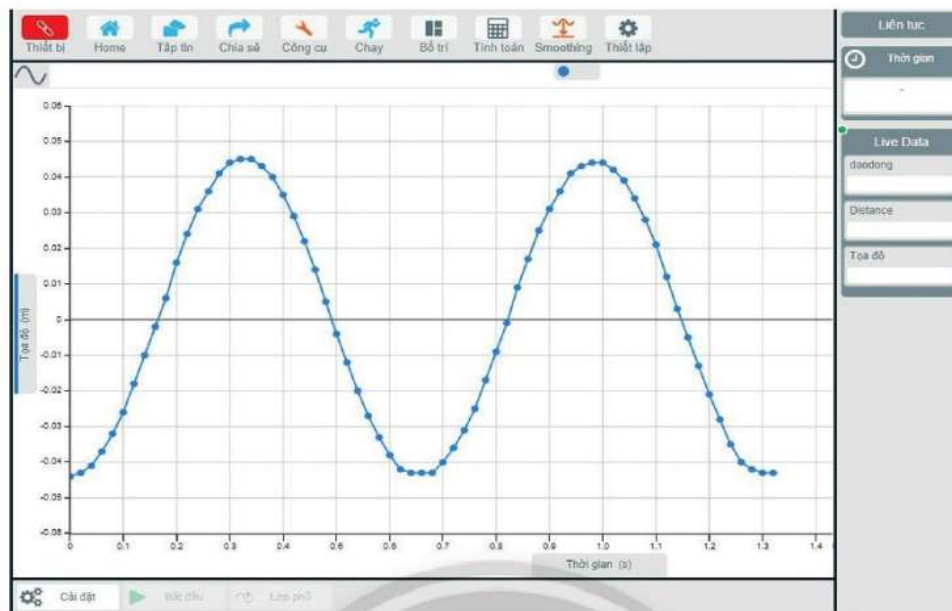 Thiết bị Home Tập tin Chia sẻ Công cụ Chạy Bố trí Tính toán Smoothing Thiết lập
Liên tục
Thời gian
-
Live Data
daodong
Distance
Tọa độ
0.06
0.05
0.04
0.03
0.02
0.01
0
-0.01
-0.02
-0.03
-0.04
-0.05
-0.06
Tọa độ (m)
0 0.1 0.2 0.3 0.4 0.5 0.6 0.7 0.8 0.9 1.0 1.1 1.2 1.3 1.4
Thời gian (s)
Cài đặt Bắt đầu Lớp phủ